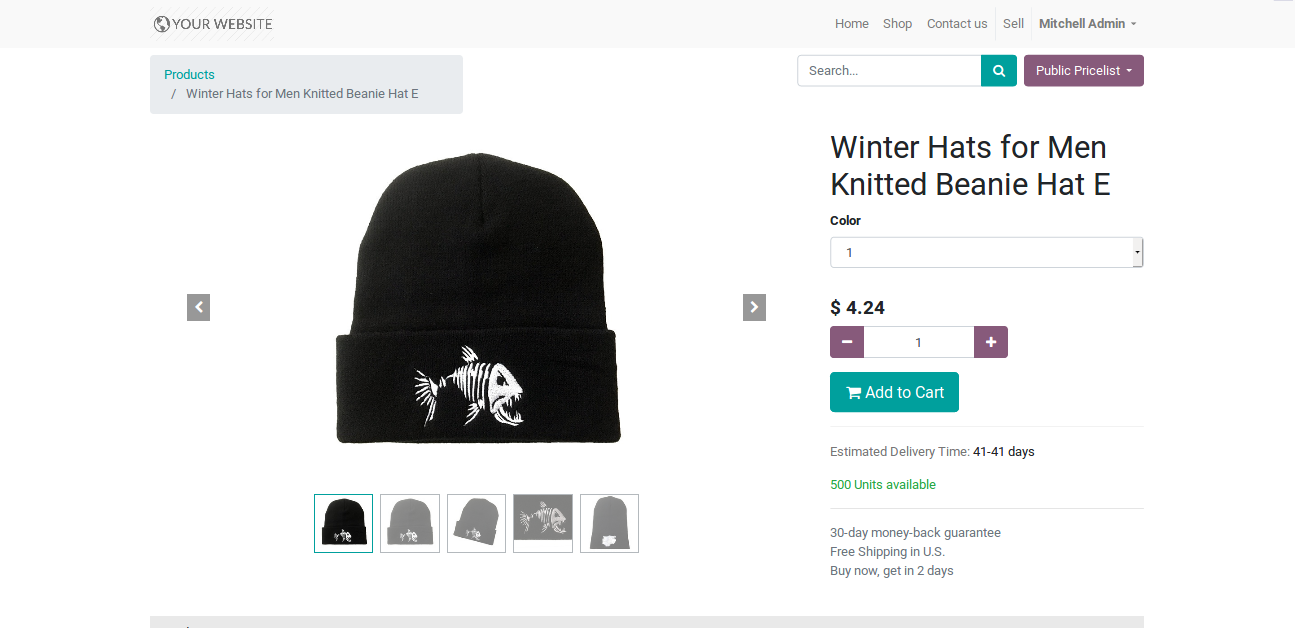 YOUR WEBSITE
Home Shop Contact us Sell Mitchell Admin
Products
/ Winter Hats for Men Knitted Beanie Hat E
Search...
Public Pricelist
Winter Hats for Men
Knitted Beanie Hat E
Color
1
$ 4.24
1
Add to Cart
Estimated Delivery Time: 41-41 days
500 Units available
30-day money-back guarantee
Free Shipping in U.S.
Buy now, get in 2 days